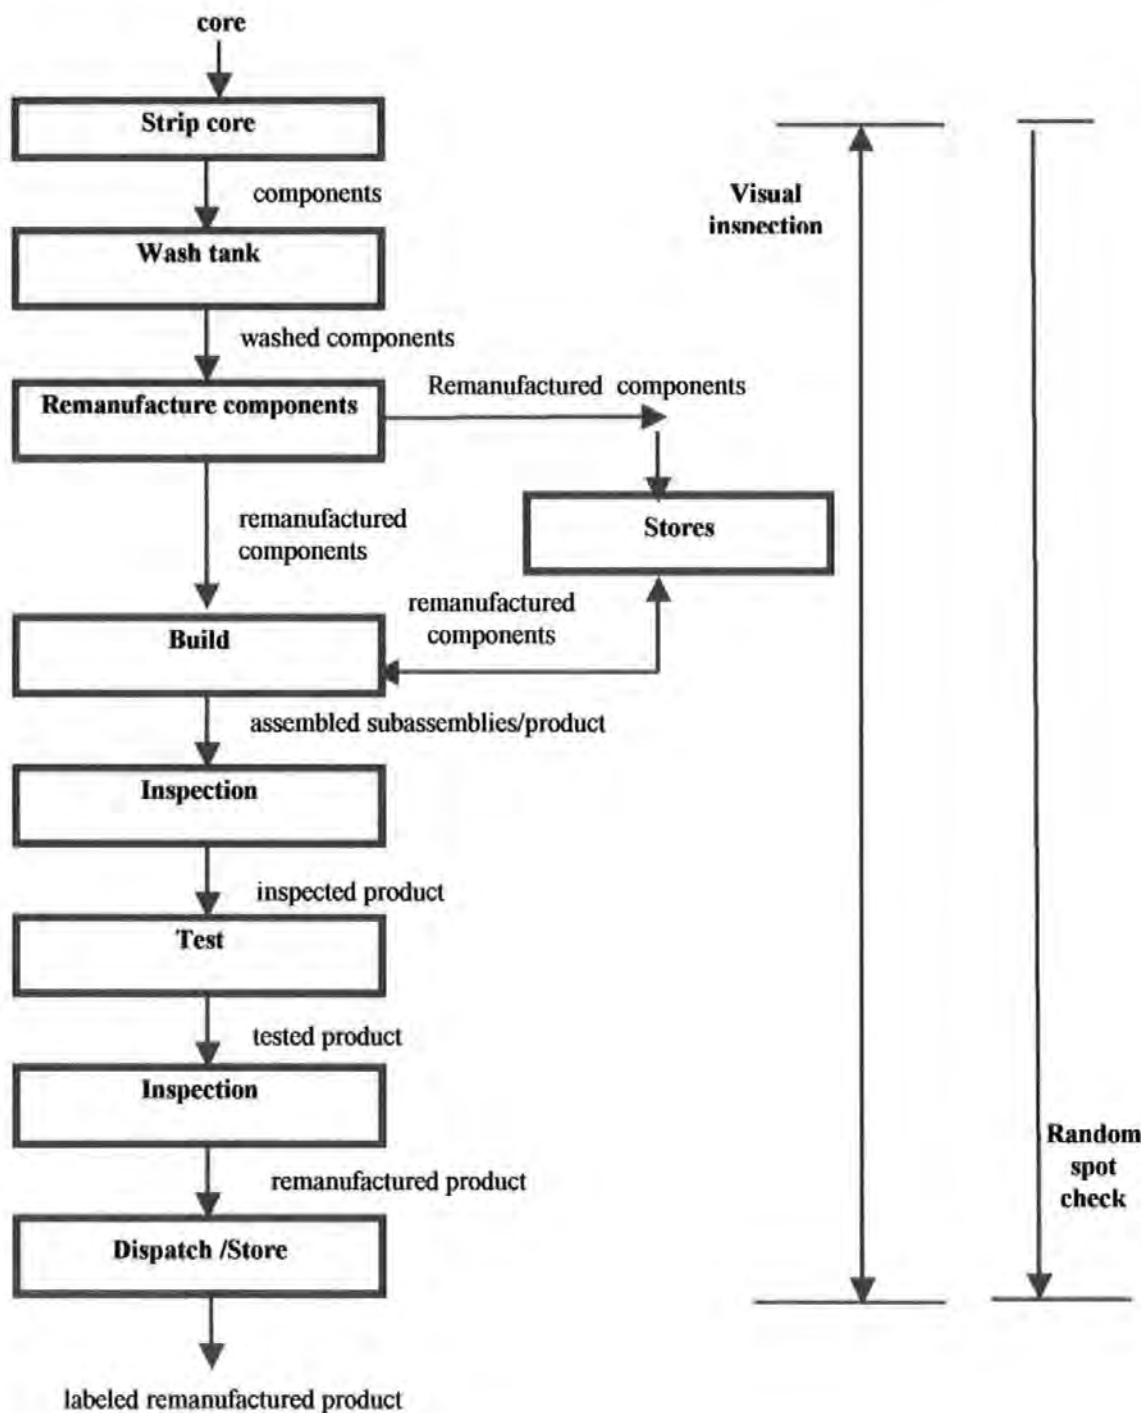 core
Strip core
components
Visual
insnection
Wash tank
washed components
Remanufacture components
Remanufactured components
remanufactured
components
Stores
remanufactured
components
Build
assembled subassemblies/product
Inspection
inspected product
Test
tested product
Inspection
Random
spot
check
remanufactured product
Dispatch /Store
labeled remanufactured product